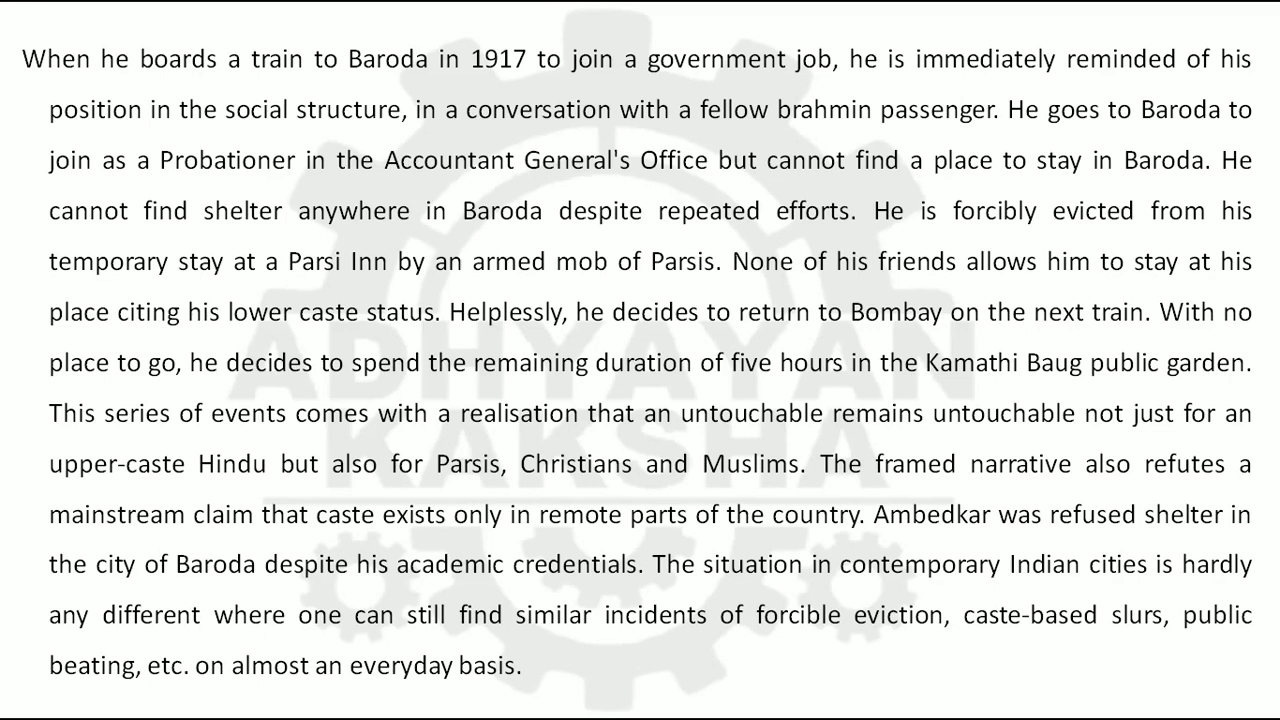 When he boards a train to Baroda in 1917 to join a government job, he is immediately reminded of his
position in the social structure, in a conversation with a fellow brahmin passenger. He goes to Baroda to
join as a Probationer in the Accountant General's Office but cannot find a place to stay in Baroda. He
cannot find shelter anywhere in Baroda despite repeated efforts. He is forcibly evicted from his
temporary stay at a Parsi Inn by an armed mob of Parsis. None of his friends allows him to stay at his
place citing his lower caste status. Helplessly, he decides to return to Bombay on the next train. With no
place to go, he decides to spend the remaining duration of five hours in the Kamathi Baug public garden.
This series of events comes with a realisation that an untouchable remains untouchable not just for an
upper-caste Hindu but also for Parsis, Christians and Muslims. The framed narrative also refutes a
mainstream claim that caste exists only in remote parts of the country. Ambedkar was refused shelter in
the city of Baroda despite his academic credentials. The situation in contemporary Indian cities is hardly
any different where one can still find similar incidents of forcible eviction, caste-based slurs, public
beating, etc. on almost an everyday basis.
ADHYAYAN
KAKSHA